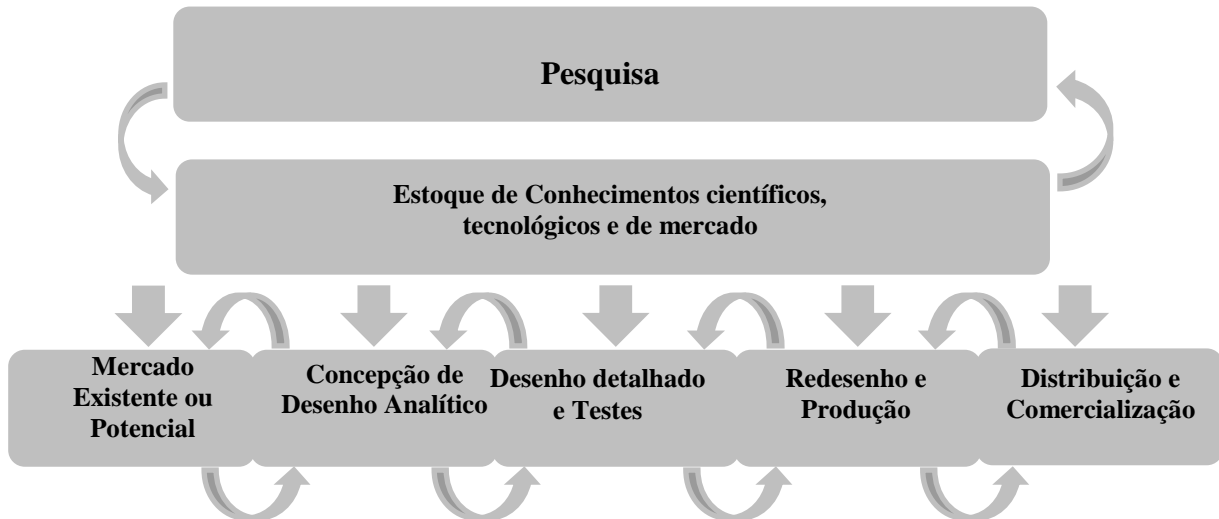 Pesquisa
Estoque de Conhecimentos científicos,
tecnológicos e de mercado
Mercado
Existente ou
Potencial
Concepção de
Desenho Analítico
Desenho detalhado
e Testes
Redesenho e
Produção
Distribuição e
Comercialização